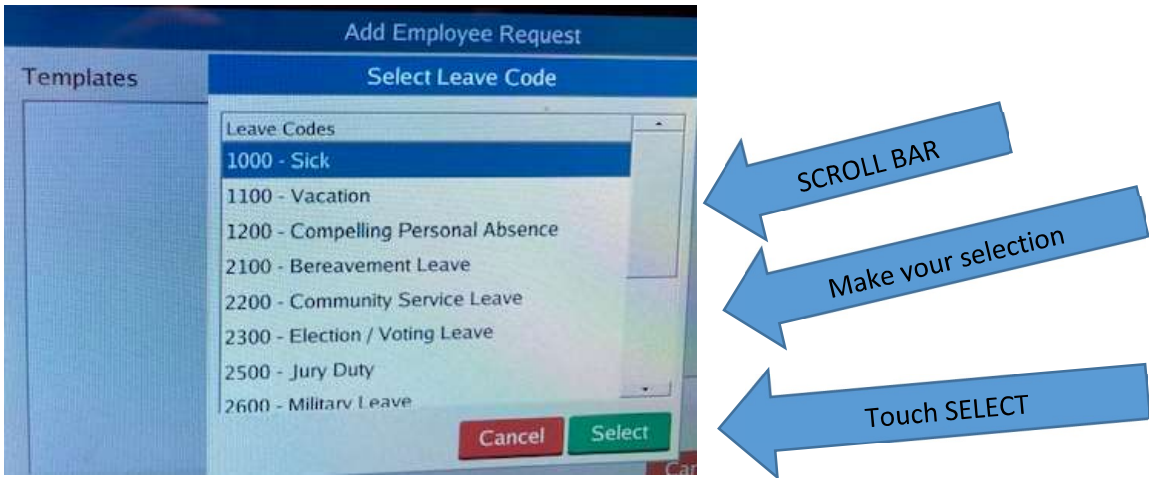 Add Employee Request
Templates
Select Leave Code
Leave Codes
1000 - Sick
1100 - Vacation
1200 - Compelling Personal Absence
2100 - Bereavement Leave
2200 - Community Service Leave
2300 - Election / Voting Leave
2500 - Jury Duty
2600 - Military Leave
Cancel
Select
SCROLL BAR
Make your selection
Touch SELECT